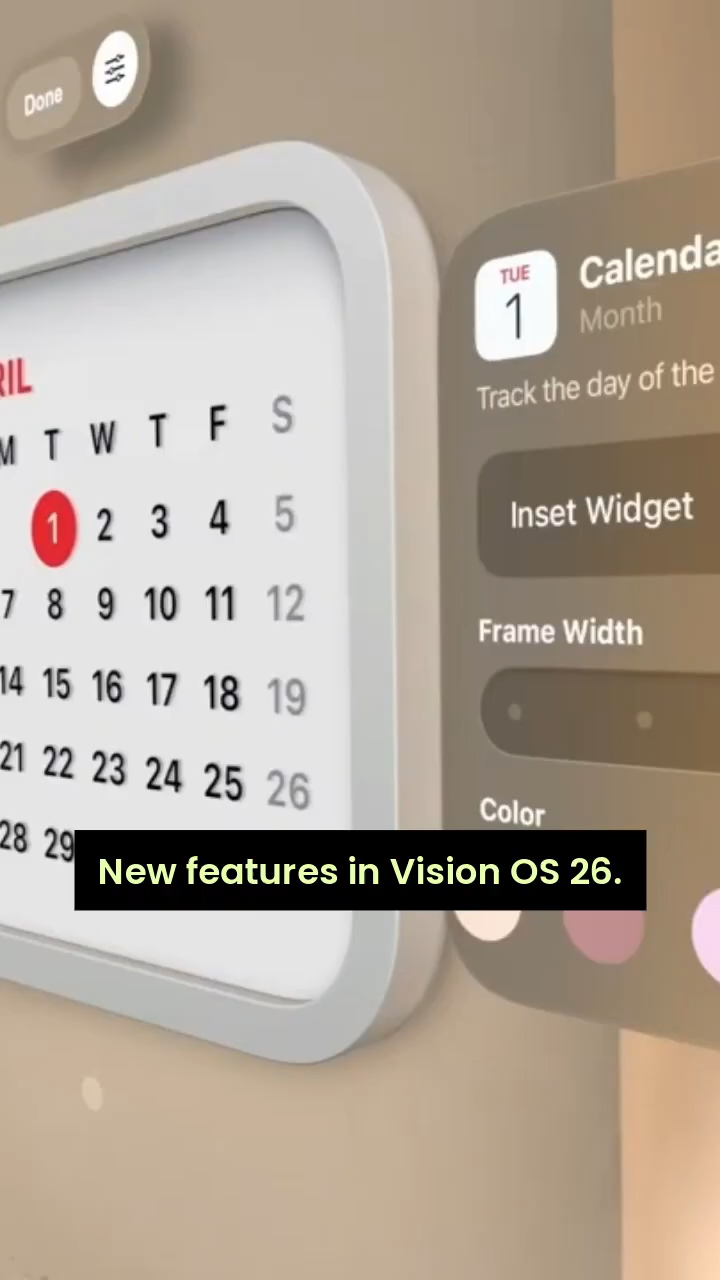 Done
TUE
1
Calenda
Month
Track the day of the
RIL
M T W T F S
1 2 3 4 5
7 8 9 10 11 12
14 15 16 17 18 19
21 22 23 24 25 26
28 29
Inset Widget
Frame Width
Color
New features in Vision OS 26.